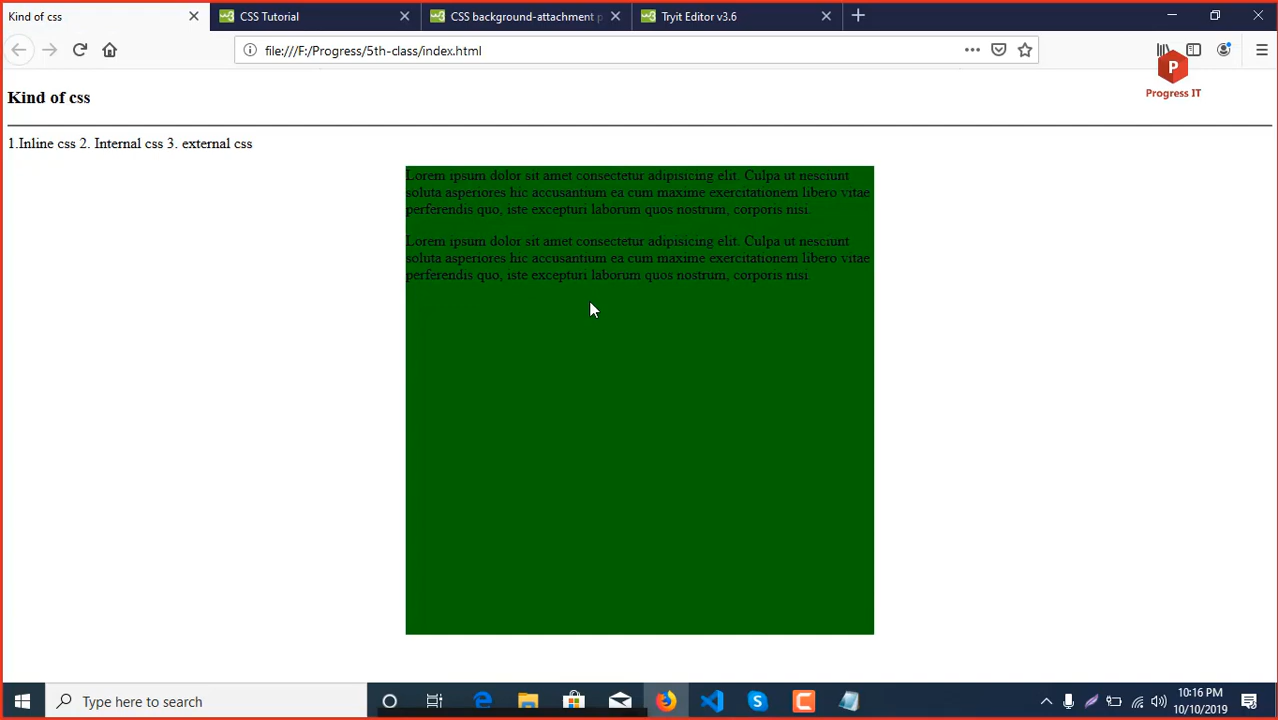 Kind of css
CSS Tutorial
CSS background-attachment p
Tryit Editor v3.6
file:///F:/Progress/5th-class/index.html
P
Progress IT
Kind of css
1.Inline css 2. Internal css 3. external css
Lorem ipsum dolor sit amet consectetur adipisicing elit. Culpa ut nesciunt
soluta asperiores hic accusantium ea cum maxime exercitationem libero vitae
perferendis quo, iste excepturi laborum quos nostrum, corporis nisi.
Lorem ipsum dolor sit amet consectetur adipisicing elit. Culpa ut nesciunt
soluta asperiores hic accusantium ea cum maxime exercitationem libero vitae
perferendis quo, iste excepturi laborum quos nostrum, corporis nisi.
Type here to search
10:16 PM
10/10/2019